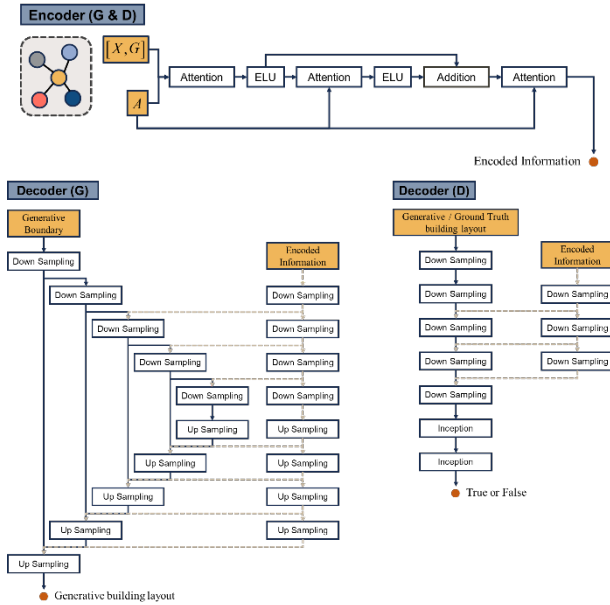 Encoder (G & D)
[X, G]
Attention
ELU
Attention
ELU
Addition
Attention
A
Encoded Information
Decoder (G)
Generative
Boundary
Encoded
Information
Down Sampling
Down Sampling
Down Sampling
Down Sampling
Down Sampling
Down Sampling
Down Sampling
Down Sampling
Down Sampling
Up Sampling
Up Sampling
Up Sampling
Up Sampling
Up Sampling
Up Sampling
Up Sampling
Up Sampling
Up Sampling
Generative building layout
Decoder (D)
Generative / Ground Truth
building layout
Encoded
Information
Down Sampling
Down Sampling
Down Sampling
Down Sampling
Down Sampling
Down Sampling
Down Sampling
Down Sampling
Inception
Inception
True or False